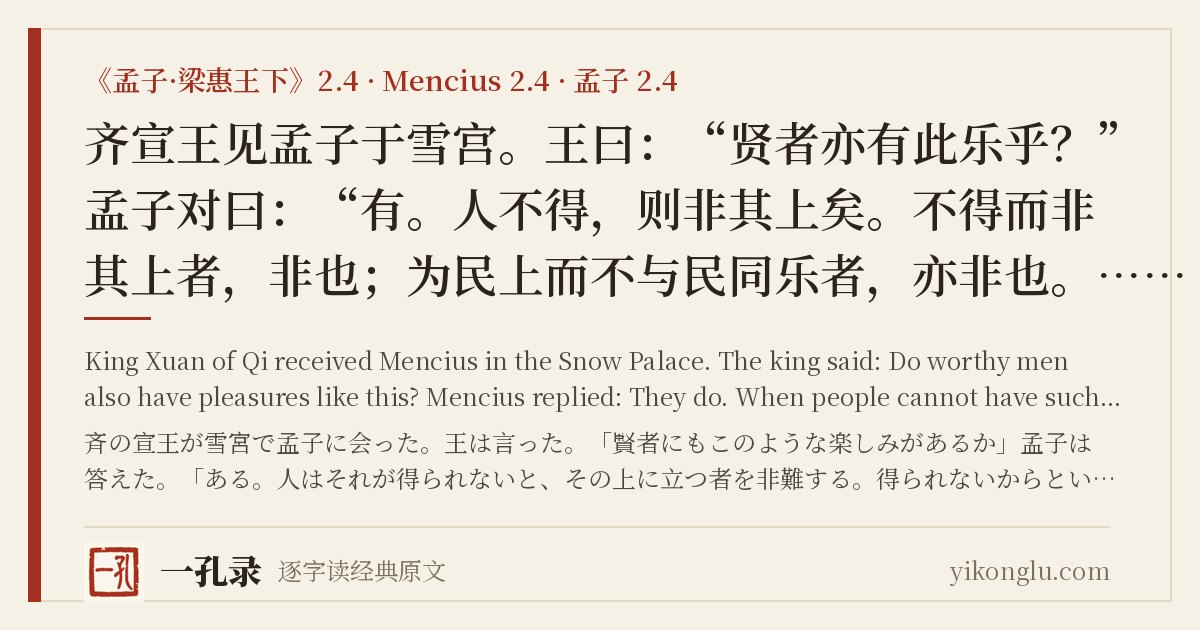 《孟子·梁惠王下》2.4 · Mencius 2.4 · 孟子 2.4
齐宣王见孟子于雪宫。王曰：“贤者亦有此乐乎？”
孟子对曰：“有。人不得，则非其上矣。不得而非
其上者，非也；为民上而不与民同乐者，亦非也。……
King Xuan of Qi received Mencius in the Snow Palace. The king said: Do worthy men
also have pleasures like this? Mencius replied: They do. When people cannot have such...
斉の宣王が雪宮で孟子に会った。王は言った。「賢者にもこのような楽しみがあるか」孟子は
答えた。「ある。人はそれが得られないと、その上に立つ者を非難する。得られないからとい…
一孔
一孔录 逐字读经典原文 yikonglu.com